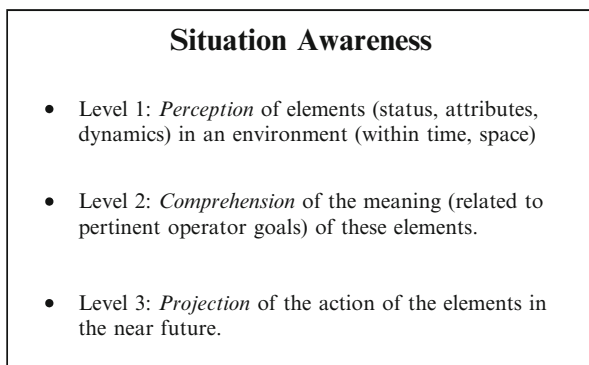 Situation Awareness
• Level 1: Perception of elements (status, attributes,
dynamics) in an environment (within time, space)
• Level 2: Comprehension of the meaning (related to
pertinent operator goals) of these elements.
• Level 3: Projection of the action of the elements in
the near future.